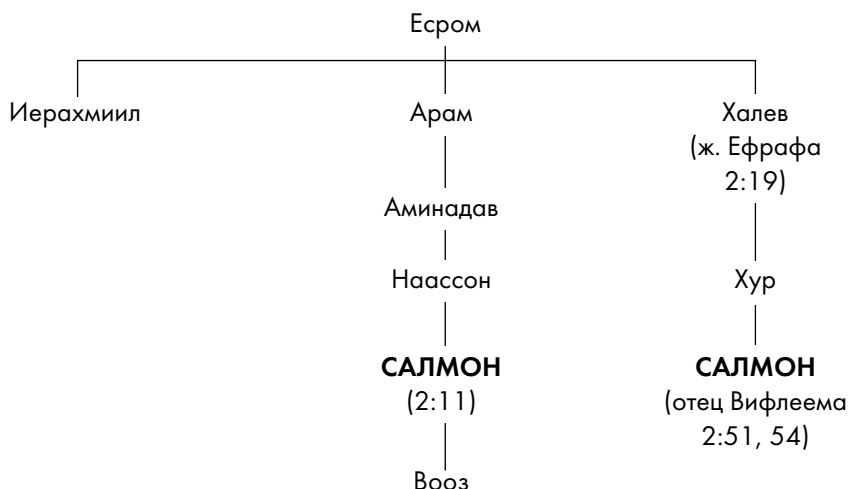 Есром
Иерахмиил
Арам
Халев
(ж. Ефрафа
2:19)
Аминадав
Наассон
Хур
САЛМОН
(2:11)
САЛМОН
(отец Вифлеема
2:51, 54)
Вооз